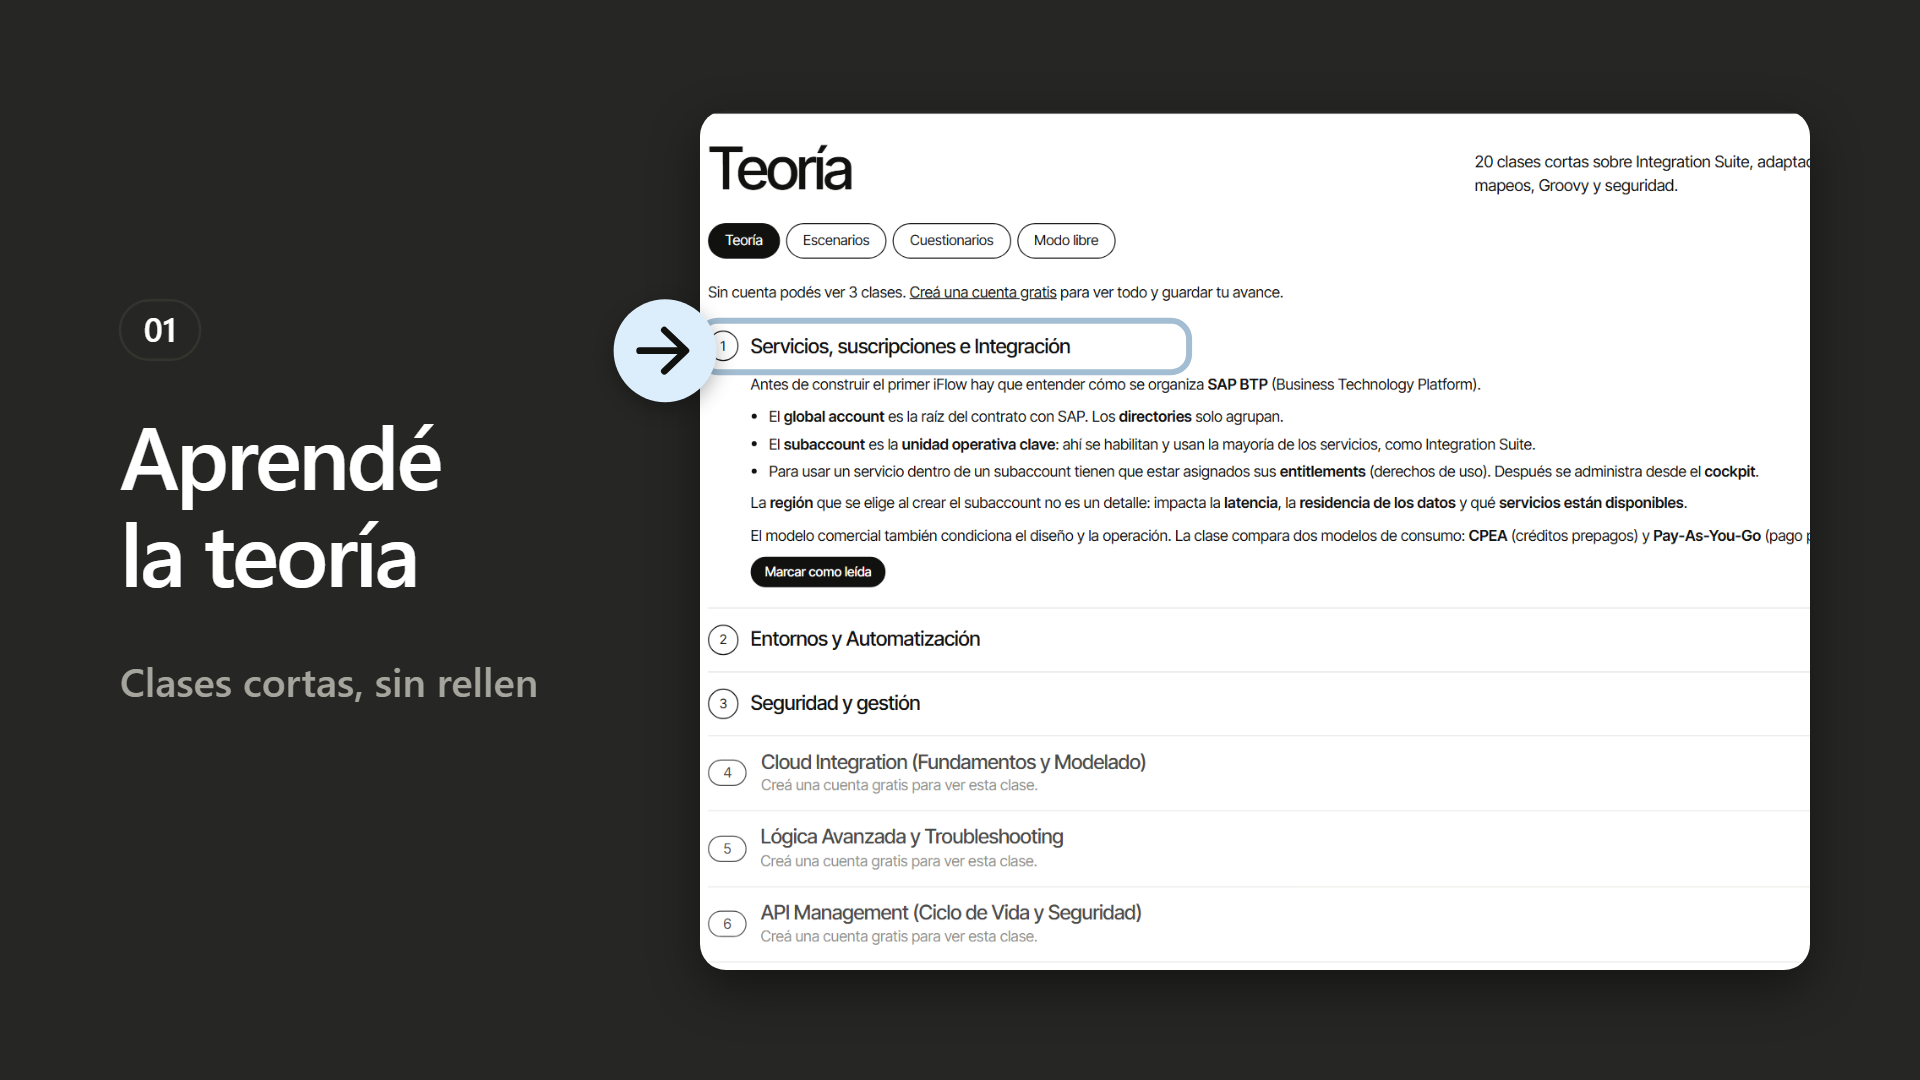 01
Aprendé
la teoría
Clases cortas, sin rellen
Teoría
20 clases cortas sobre Integration Suite, adaptad
mapeos, Groovy y seguridad.
Teoría
Escenarios
Cuestionarios
Modo libre
Sin cuenta podés ver 3 clases. Creá una cuenta gratis para ver todo y guardar tu avance.
1 Servicios, suscripciones e Integración
Antes de construir el primer iFlow hay que entender cómo se organiza SAP BTP (Business Technology Platform).
• El global account es la raíz del contrato con SAP. Los directories solo agrupan.
• El subaccount es la unidad operativa clave: ahí se habilitan y usan la mayoría de los servicios, como Integration Suite.
• Para usar un servicio dentro de un subaccount tienen que estar asignados sus entitlements (derechos de uso). Después se administra desde el cockpit.
La región que se elige al crear el subaccount no es un detalle: impacta la latencia, la residencia de los datos y qué servicios están disponibles.
El modelo comercial también condiciona el diseño y la operación. La clase compara dos modelos de consumo: CPEA (créditos prepagos) y Pay-As-You-Go (pago p
Marcar como leída
2 Entornos y Automatización
3 Seguridad y gestión
4 Cloud Integration (Fundamentos y Modelado)
Creá una cuenta gratis para ver esta clase.
5 Lógica Avanzada y Troubleshooting
Creá una cuenta gratis para ver esta clase.
6 API Management (Ciclo de Vida y Seguridad)
Creá una cuenta gratis para ver esta clase.